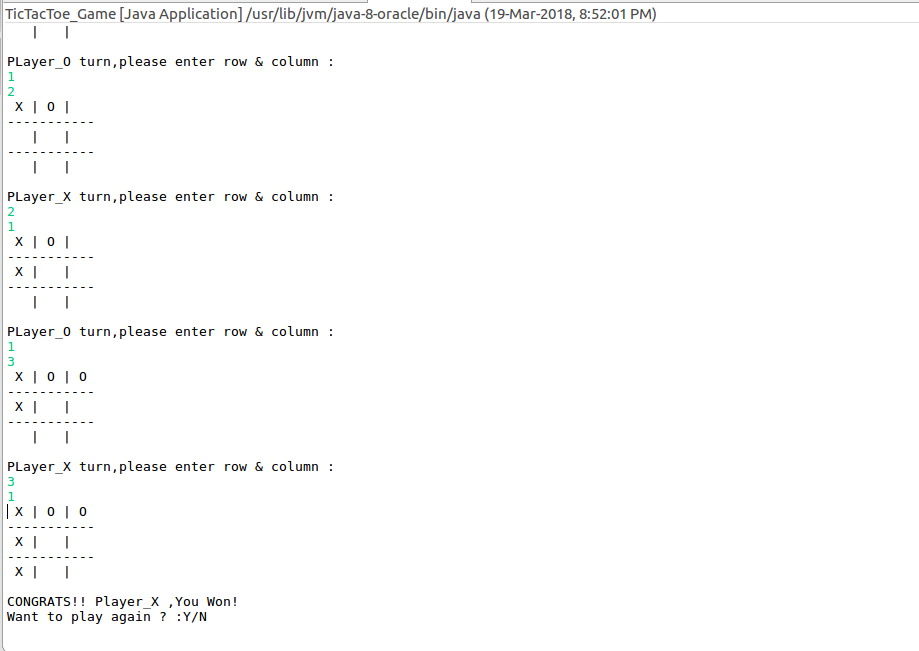 TicTacToe_Game [Java Application] /usr/lib/jvm/java-8-oracle/bin/java (19-Mar-2018, 8:52:01 PM)
   |   |
PLayer_O turn,please enter row & column :
1
2
 X | O |
-----------
   |   |
-----------
   |   |
PLayer_X turn,please enter row & column :
2
1
 X | O |
-----------
 X |   |
-----------
   |   |
PLayer_O turn,please enter row & column :
1
3
 X | O | O
-----------
 X |   |
-----------
   |   |
PLayer_X turn,please enter row & column :
3
1
 X | O | O
-----------
 X |   |
-----------
 X |   |
CONGRATS!! Player_X ,You Won!
Want to play again ? :Y/N